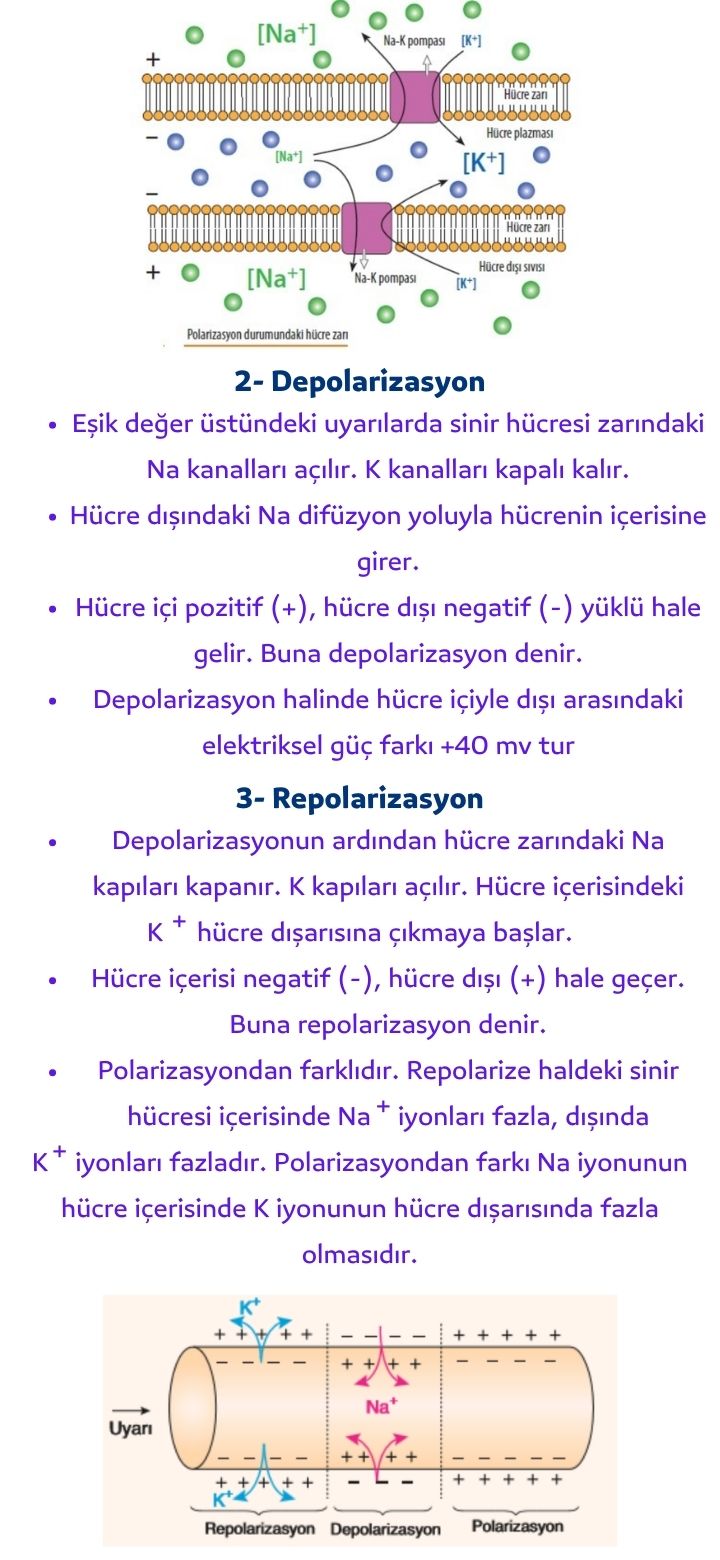 [Na+]
Na-K pompası [K+]
+
Hücre zarı
Hücre plazması
−
[Na+]
[K+]
−
Hücre zarı
+
[Na+]
Na-K pompası
[K+]
Hücre dışı sıvısı
Polarizasyon durumundaki hücre zarı
2- Depolarizasyon
• Eşik değer üstündeki uyarılarda sinir hücresi zarındaki
Na kanalları açılır. K kanalları kapalı kalır.
• Hücre dışındaki Na difüzyon yoluyla hücrenin içerisine
girer.
• Hücre içi pozitif (+), hücre dışı negatif (-) yüklü hale
gelir. Buna depolarizasyon denir.
• Depolarizasyon halinde hücre içiyle dışı arasındaki
elektriksel güç farkı +40 mv tur
3- Repolarizasyon
• Depolarizasyonun ardından hücre zarındaki Na
kapıları kapanır. K kapıları açılır. Hücre içerisindeki
K + hücre dışarısına çıkmaya başlar.
• Hücre içerisi negatif (-), hücre dışı (+) hale geçer.
Buna repolarizasyon denir.
• Polarizasyondan farklıdır. Repolarize haldeki sinir
hücresi içerisinde Na + iyonları fazla, dışında
K + iyonları fazladır. Polarizasyondan farkı Na iyonunun
hücre içerisinde K iyonunun hücre dışarısında fazla
olmasıdır.
K+
+ + + + + − − − − + + + + +
− − − − + + + + − − − −
Na+
Uyarı
− − − − + + + + − − − − −
+ + + + + − − − + + + + +
K+
Repolarizasyon Depolarizasyon Polarizasyon